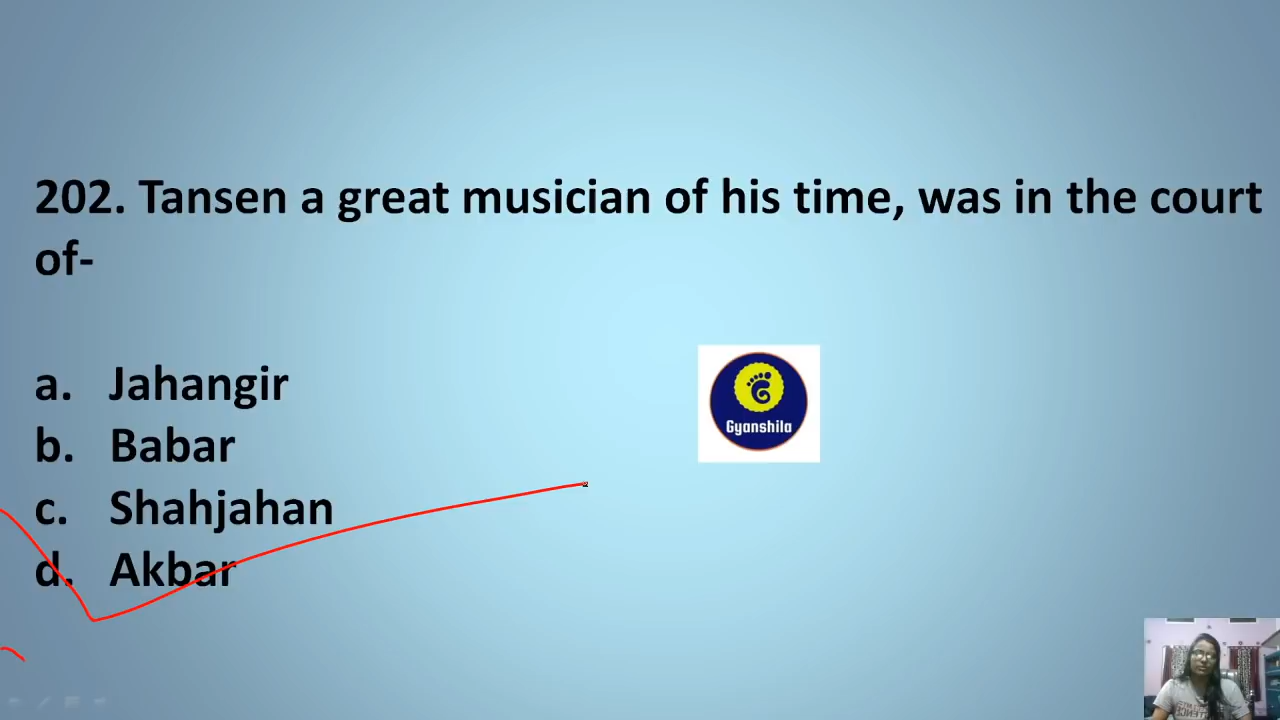 202. Tansen a great musician of his time, was in the court
of-
a. Jahangir
b. Babar
c. Shahjahan
d. Akbar
Gyanshila